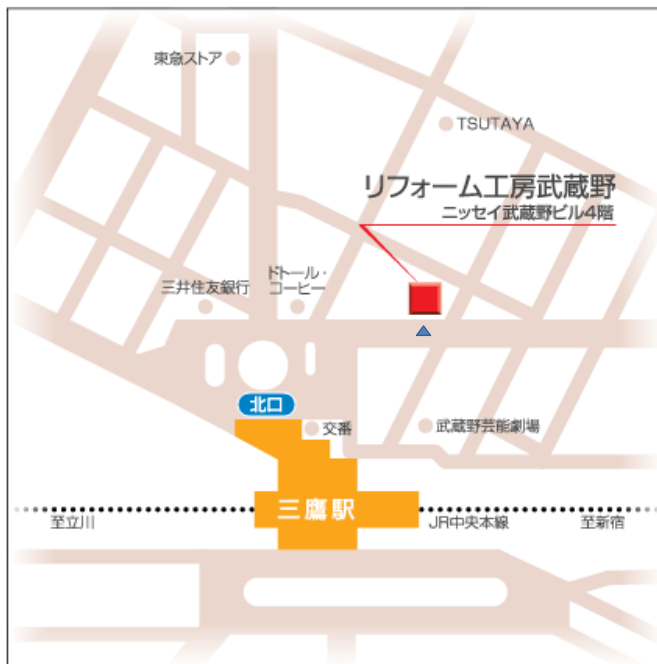 東急ストア
TSUTAYA
リフォーム工房武蔵野
ニッセイ武蔵野ビル4階
ドトール・
コーヒー
三井住友銀行
北口
交番
武蔵野芸能劇場
三鷹駅
至立川
JR中央本線
至新宿